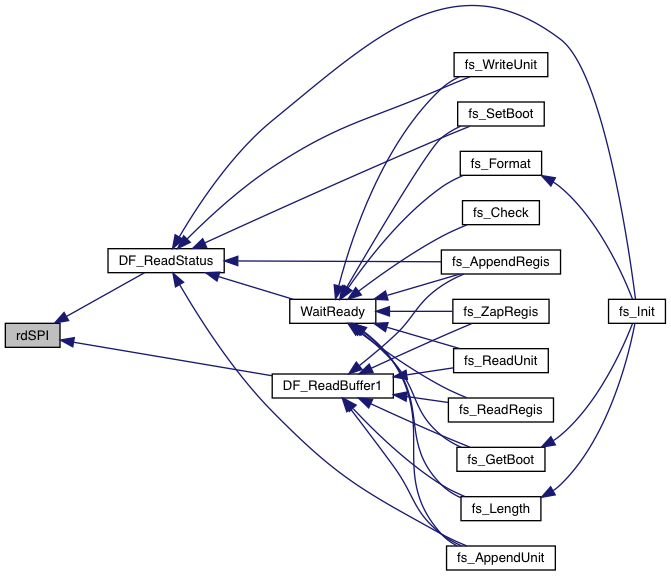 fs_WriteUnit
fs_SetBoot
fs_Format
fs_Check
DF_ReadStatus
fs_AppendRegis
WaitReady
fs_ZapRegis
fs_Init
rdSPI
fs_ReadUnit
DF_ReadBuffer1
fs_ReadRegis
fs_GetBoot
fs_Length
fs_AppendUnit